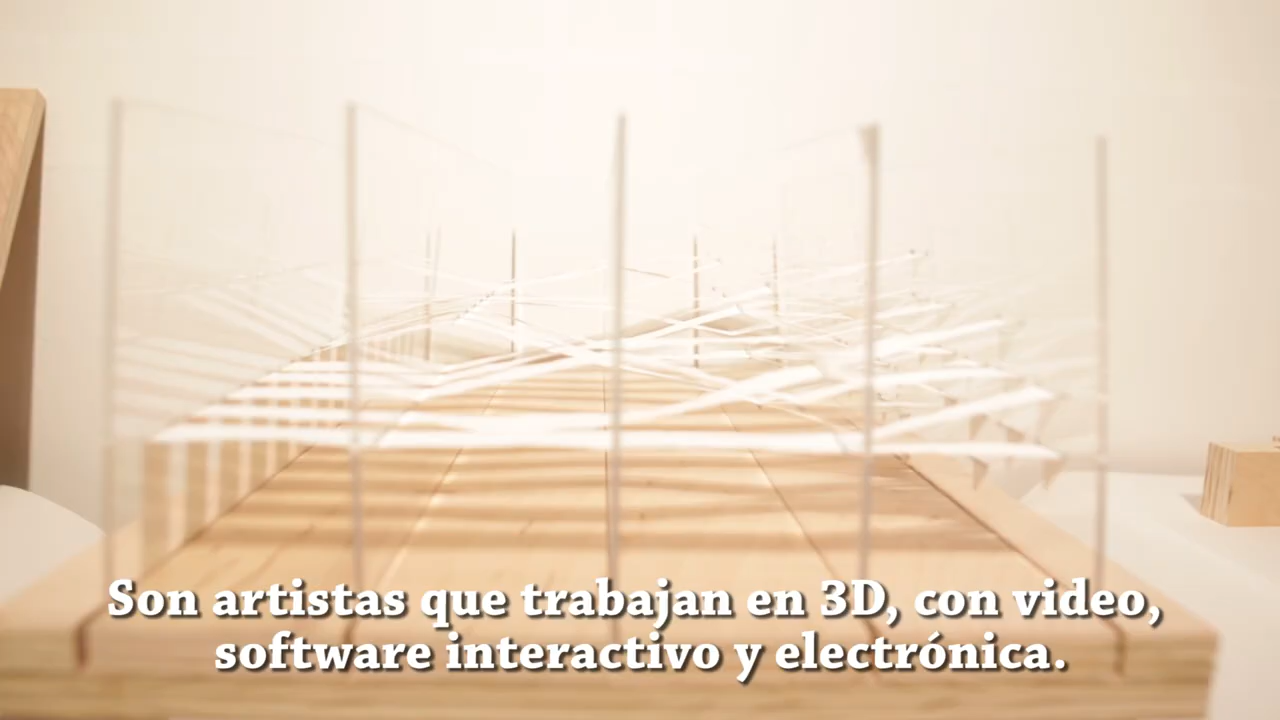 Son artistas que trabajan en 3D, con video,
software interactivo y electrónica.